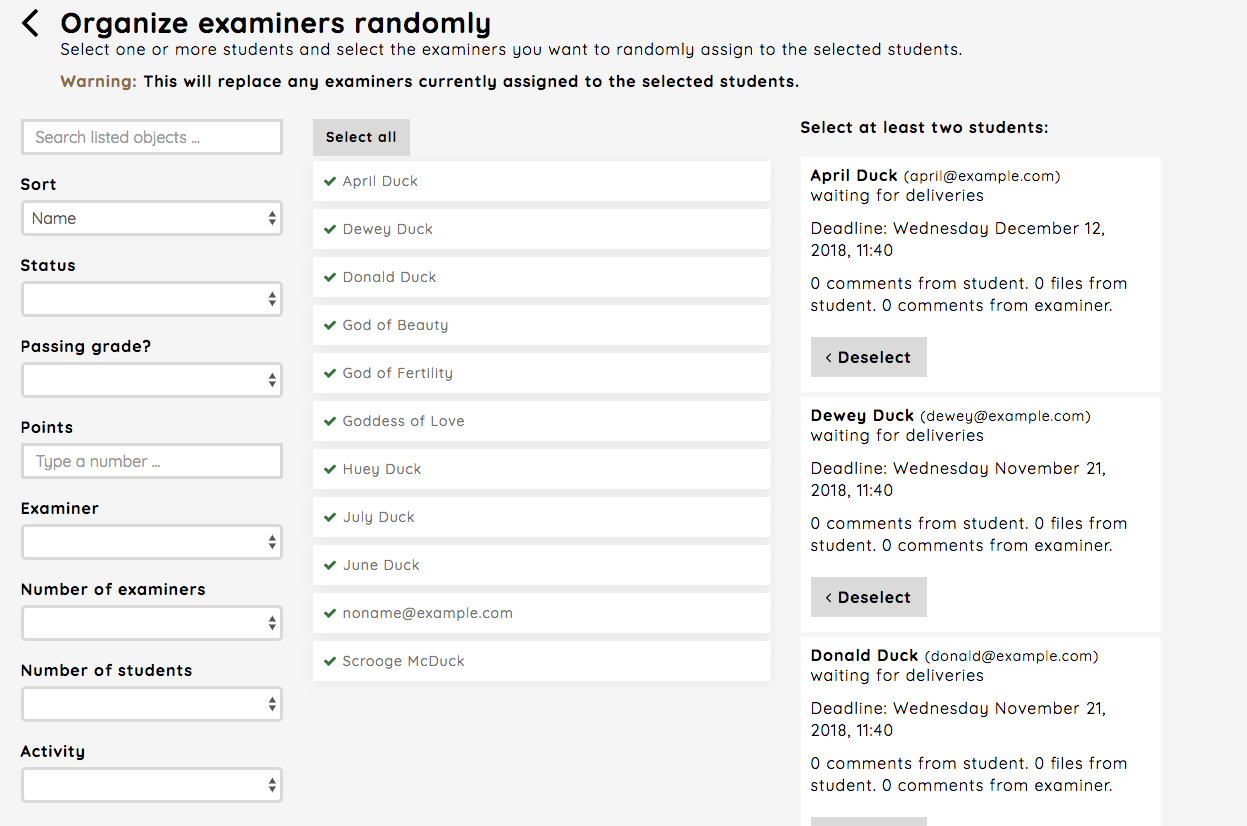 Organize examiners randomly
Select one or more students and select the examiners you want to randomly assign to the selected students.
Warning: This will replace any examiners currently assigned to the selected students.
Search listed objects ...
Sort
Name
Status
Passing grade?
Points
Type a number ...
Examiner
Number of examiners
Number of students
Activity
Select all
April Duck
Dewey Duck
Donald Duck
God of Beauty
God of Fertility
Goddess of Love
Huey Duck
July Duck
June Duck
noname@example.com
Scrooge McDuck
Select at least two students:
April Duck (april@example.com)
waiting for deliveries
Deadline: Wednesday December 12,
2018, 11:40
0 comments from student. 0 files from
student. 0 comments from examiner.
‹ Deselect
Dewey Duck (dewey@example.com)
waiting for deliveries
Deadline: Wednesday November 21,
2018, 11:40
0 comments from student. 0 files from
student. 0 comments from examiner.
‹ Deselect
Donald Duck (donald@example.com)
waiting for deliveries
Deadline: Wednesday November 21,
2018, 11:40
0 comments from student. 0 files from
student. 0 comments from examiner.